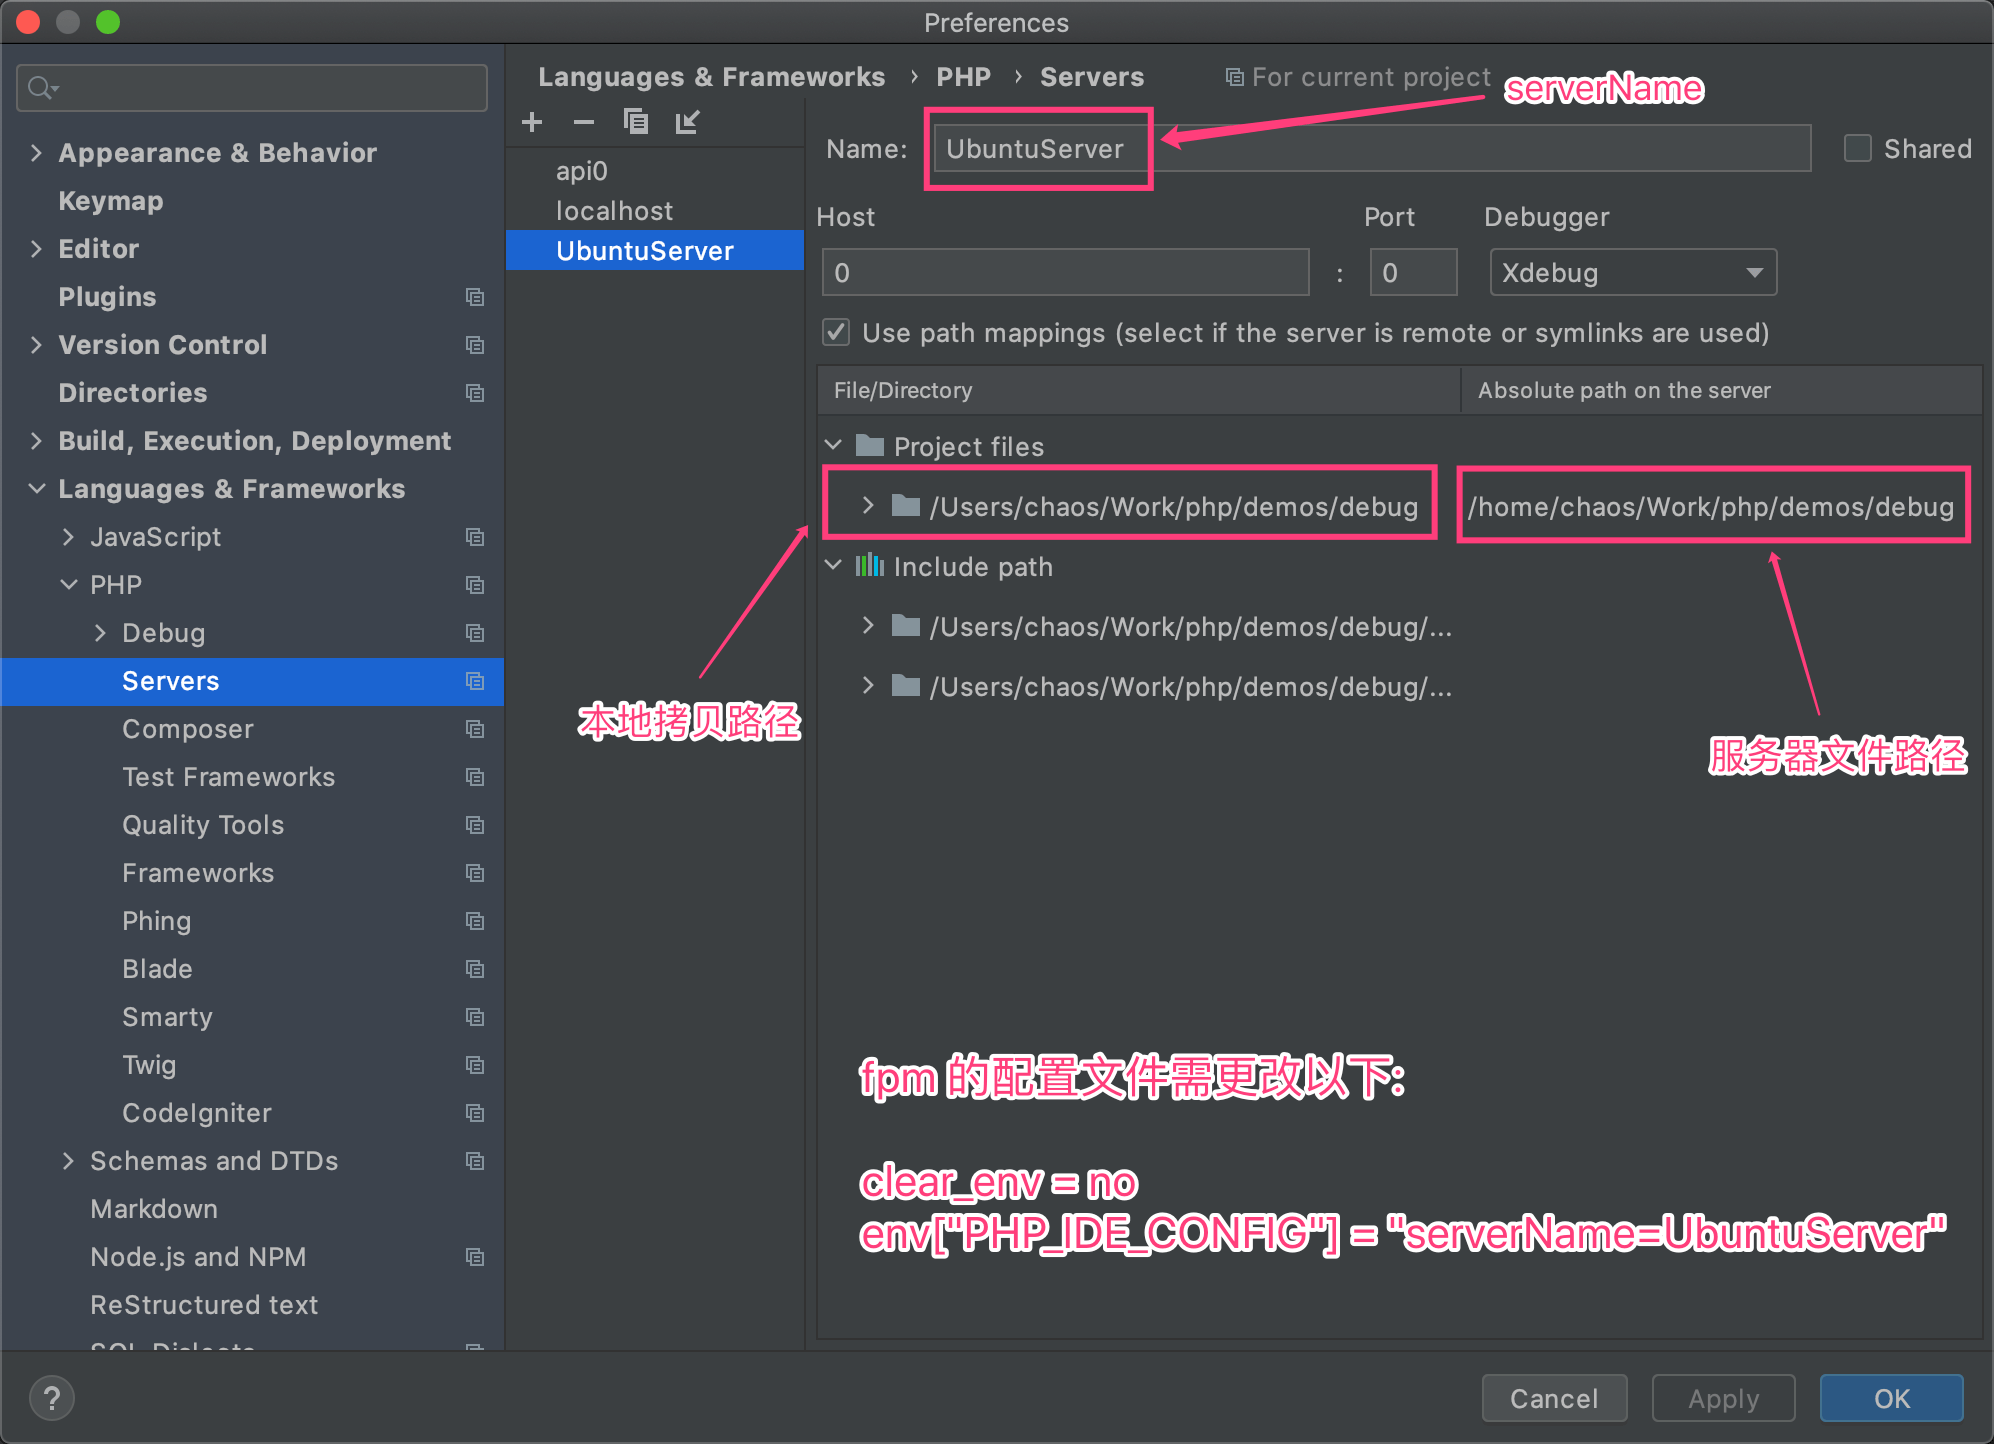 Preferences
Languages & Frameworks › PHP › Servers
For current project
serverName
Appearance & Behavior
Keymap
Editor
Plugins
Version Control
Directories
Build, Execution, Deployment
Languages & Frameworks
JavaScript
PHP
Debug
Servers
Composer
Test Frameworks
Quality Tools
Frameworks
Phing
Blade
Smarty
Twig
CodeIgniter
Schemas and DTDs
Markdown
Node.js and NPM
ReStructured text
SQL Dialects
api0
localhost
UbuntuServer
Name: UbuntuServer
Shared
Host
Port
Debugger
0 : 0
Xdebug
Use path mappings (select if the server is remote or symlinks are used)
File/Directory
Absolute path on the server
Project files
/Users/chaos/Work/php/demos/debug
/home/chaos/Work/php/demos/debug
Include path
/Users/chaos/Work/php/demos/debug/...
/Users/chaos/Work/php/demos/debug/...
本地拷贝路径
服务器文件路径
fpm 的配置文件需更改以下:
clear_env = no
env["PHP_IDE_CONFIG"] = "serverName=UbuntuServer"
?
Cancel
Apply
OK